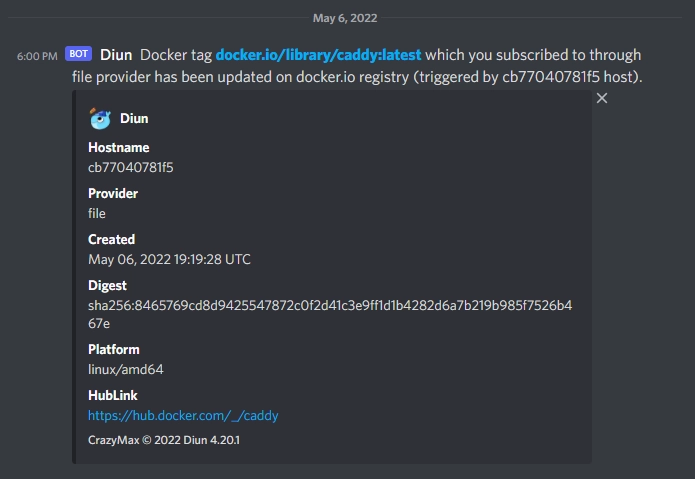 May 6, 2022
6:00 PM BOT Diun Docker tag docker.io/library/caddy:latest which you subscribed to through
file provider has been updated on docker.io registry (triggered by cb77040781f5 host).
Diun
Hostname
cb77040781f5
Provider
file
Created
May 06, 2022 19:19:28 UTC
Digest
sha256:8465769cd8d9425547872c0f2d41c3e9ff1d1b4282d6a7b219b985f7526b4
67e
Platform
linux/amd64
HubLink
https://hub.docker.com/_/caddy
CrazyMax © 2022 Diun 4.20.1